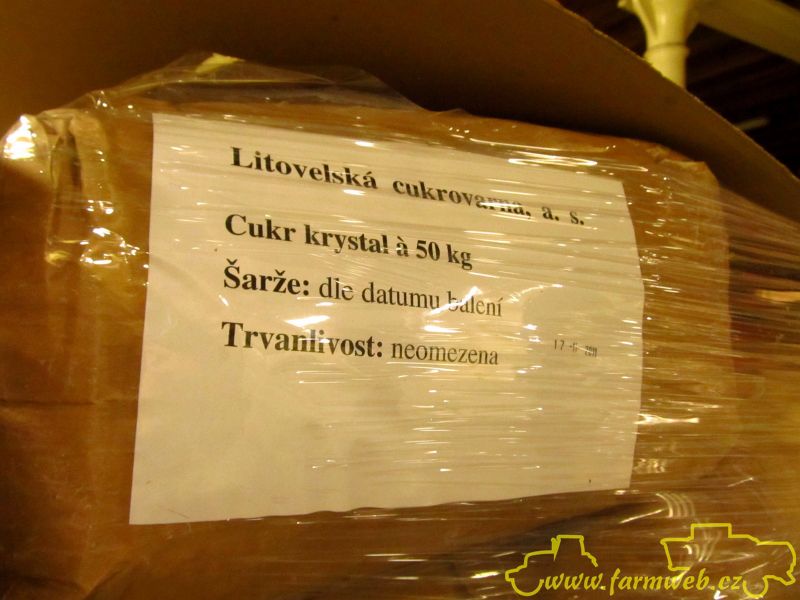 Litovelská cukrovarna, a. s.
Cukr krystal à 50 kg
Šarže: dle datumu balení
Trvanlivost: neomezena
www.farmweb.cz